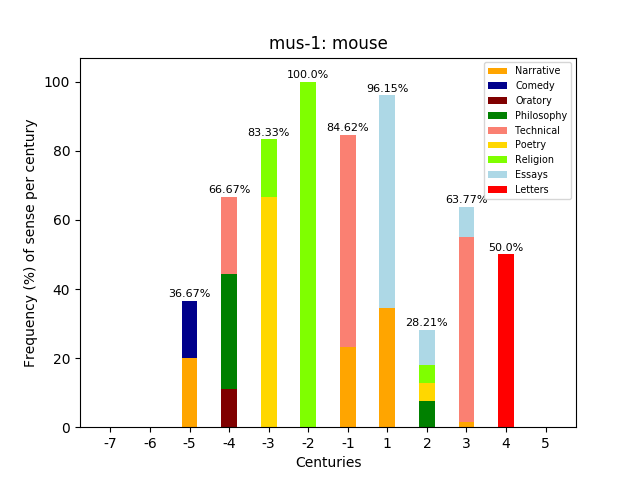 mus-1: mouse
Frequency (%) of sense per century
100
80
60
40
20
0
36.67%
66.67%
83.33%
100.0%
84.62%
96.15%
28.21%
63.77%
50.0%
Narrative
Comedy
Oratory
Philosophy
Technical
Poetry
Religion
Essays
Letters
-7 -6 -5 -4 -3 -2 -1 1 2 3 4 5
Centuries